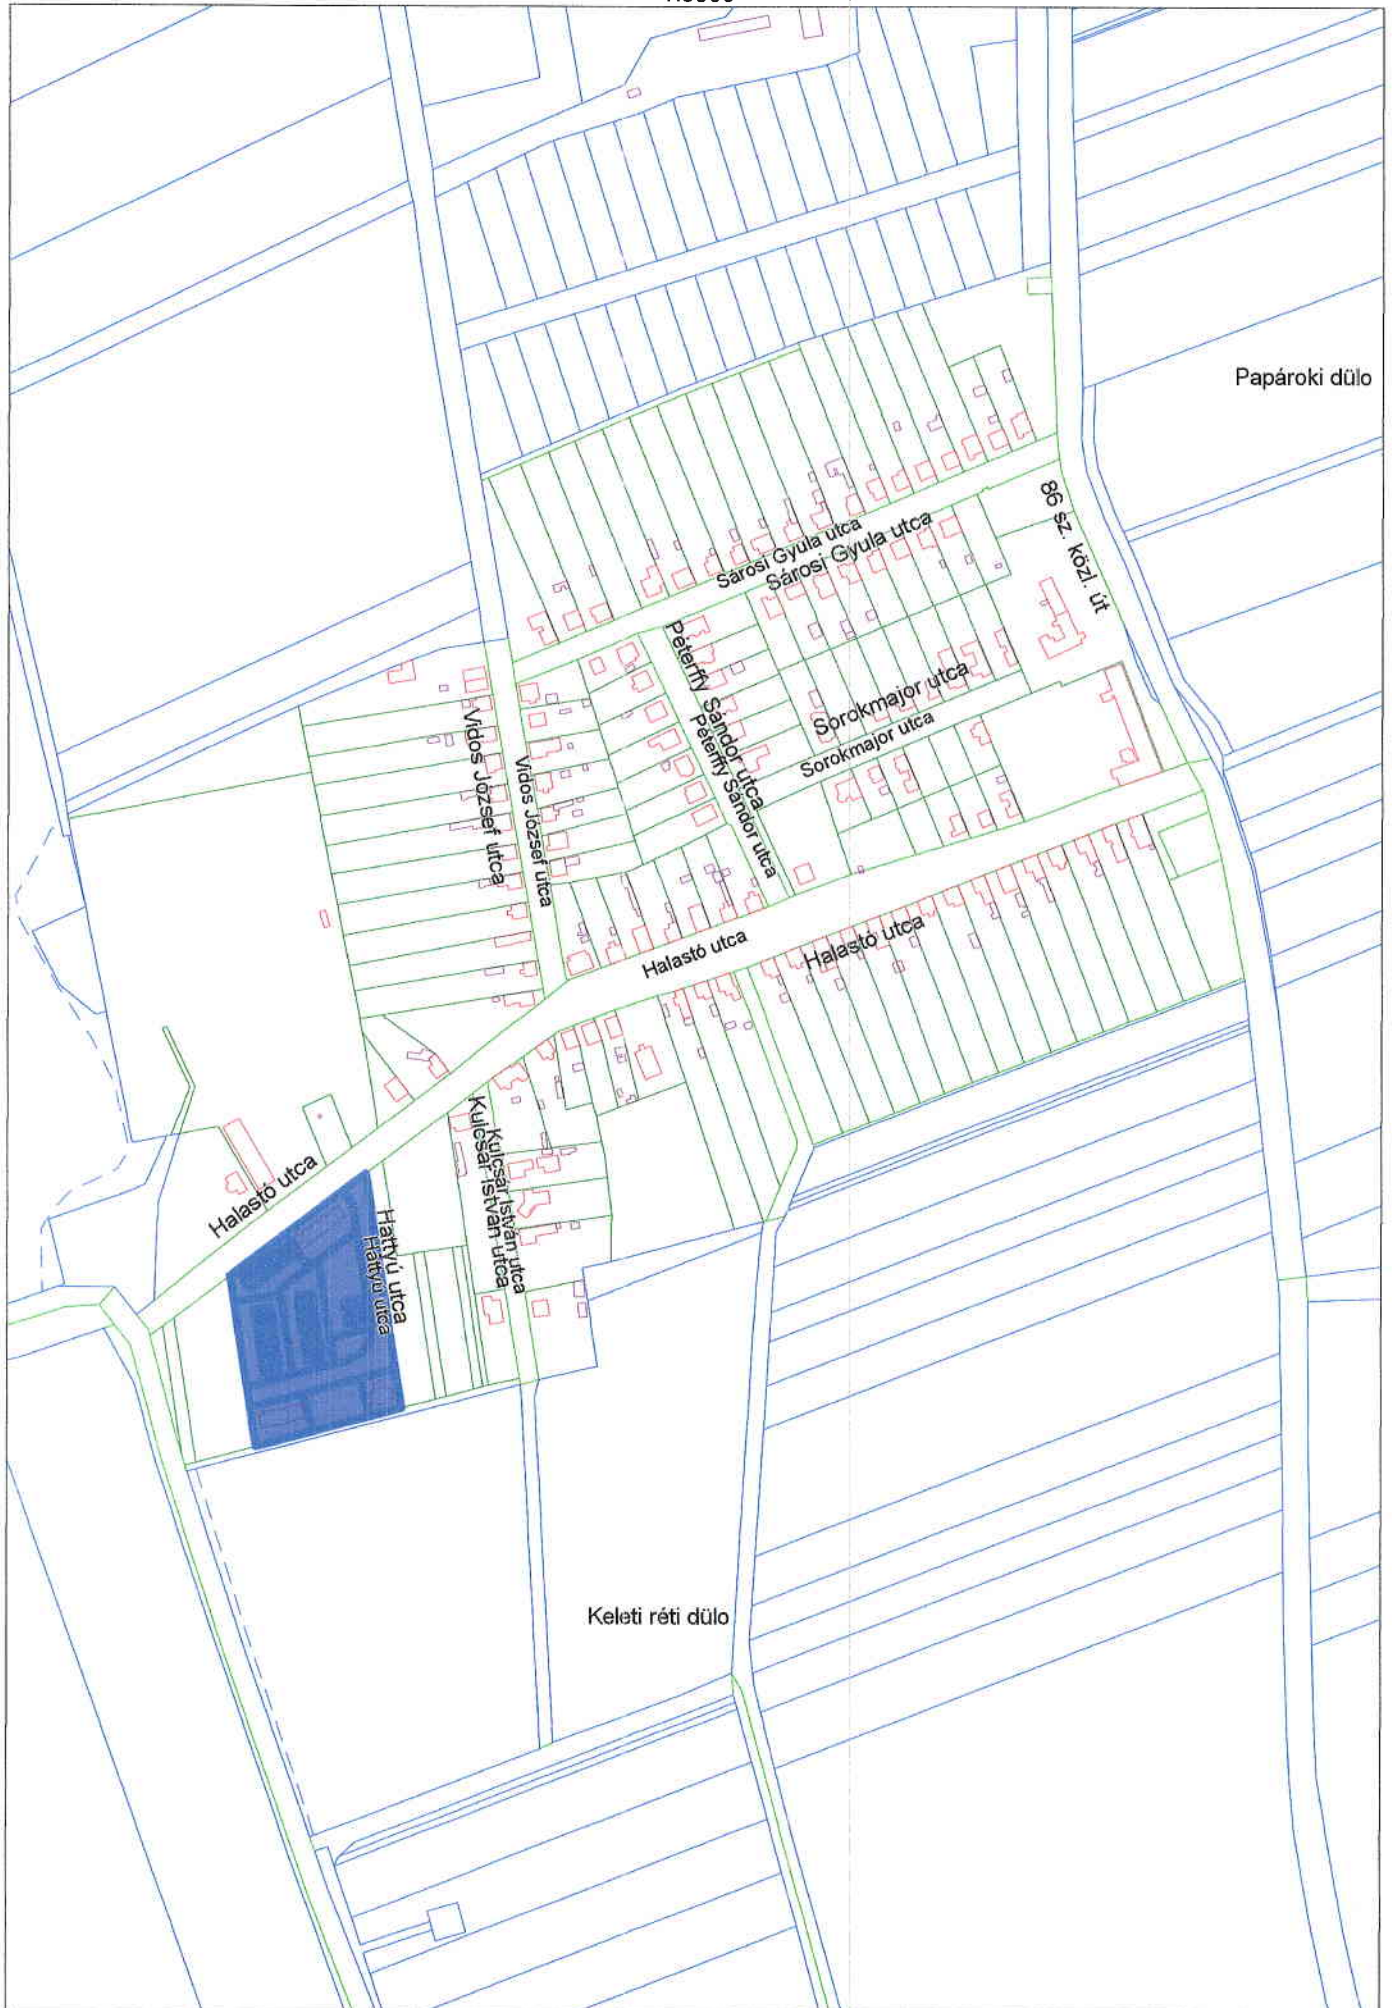 Papároki dülo
86 sz. közl. út
Sárosi Gyula utca
Sárosi Gyula utca
Péterffy Sándor utca
Péterffy Sándor utca
Sorokmajor utca
Sorokmajor utca
Vidos József utca
Vidos József utca
Halastó utca
Halastó utca
Kulcsár István utca
Kulcsár István utca
Halastó utca
Hattyú utca
Hattyú utca
Keleti réti dülo